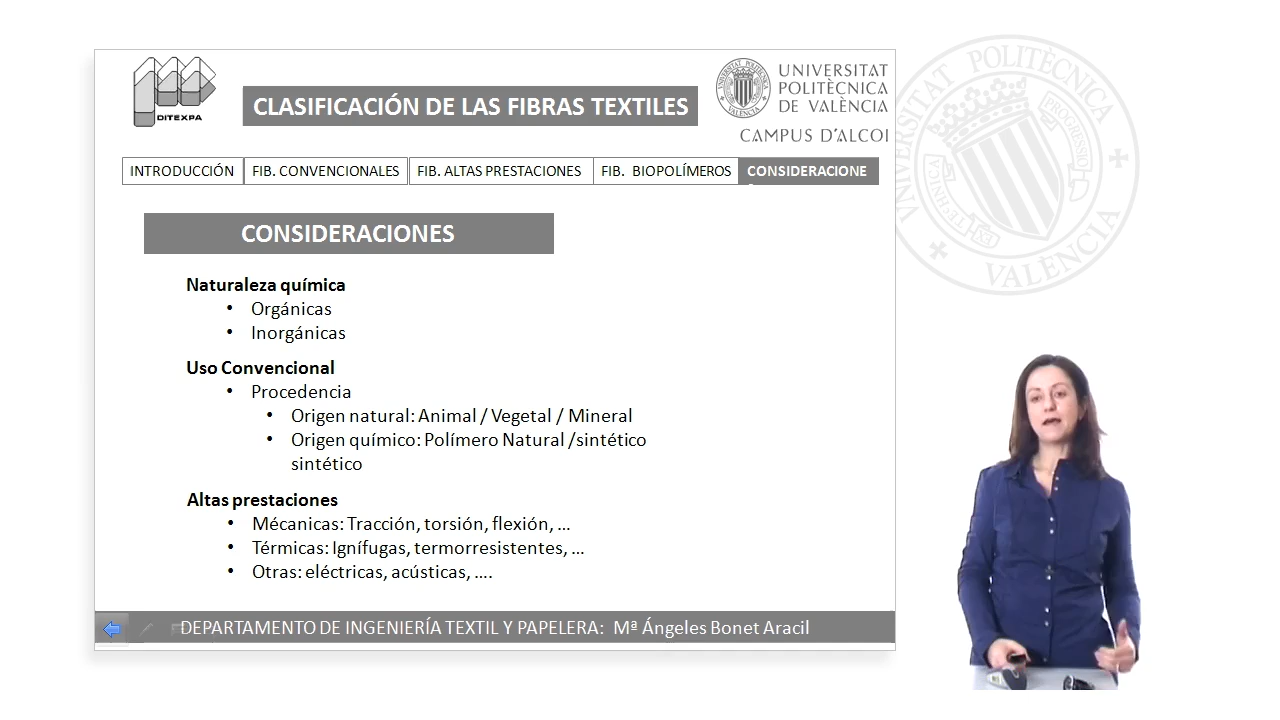 DITEXPA
CLASIFICACIÓN DE LAS FIBRAS TEXTILES
UNIVERSITAT
POLITÈCNICA
DE VALÈNCIA
CAMPUS D'ALCOI
INTRODUCCIÓN
FIB. CONVENCIONALES
FIB. ALTAS PRESTACIONES
FIB. BIOPOLÍMEROS
CONSIDERACIONE
CONSIDERACIONES
Naturaleza química
• Orgánicas
• Inorgánicas
Uso Convencional
• Procedencia
• Origen natural: Animal / Vegetal / Mineral
• Origen químico: Polímero Natural /sintético
sintético
Altas prestaciones
• Mécanicas: Tracción, torsión, flexión, ...
• Térmicas: Ignífugas, termorresistentes, ...
• Otras: eléctricas, acústicas, ....
DEPARTAMENTO DE INGENIERÍA TEXTIL Y PAPELERA: Mª Ángeles Bonet Aracil
UNIVERSITAT POLITÈCNICA
VALÈNCIA